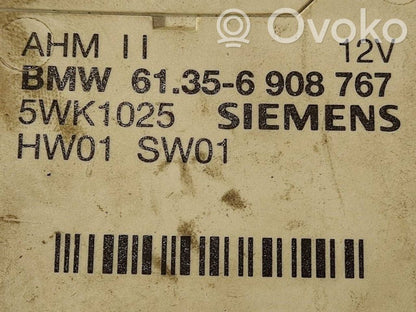 Ovoko
AHM II 12V
BMW 61.35-6 908 767
5WK1025 SIEMENS
HW01 SW01